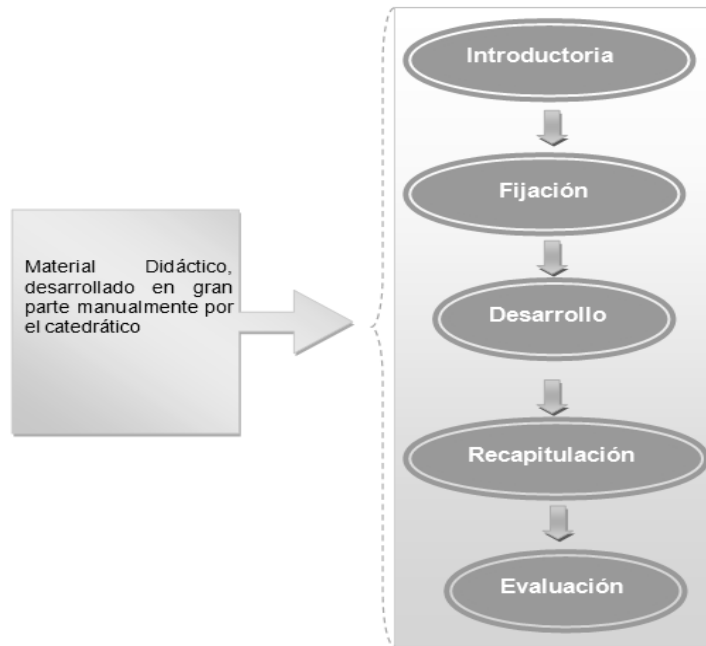 Introductoria
Fijación
Material Didáctico,
desarrollado en gran
parte manualmente por
el catedrático
Desarrollo
Recapitulación
Evaluación